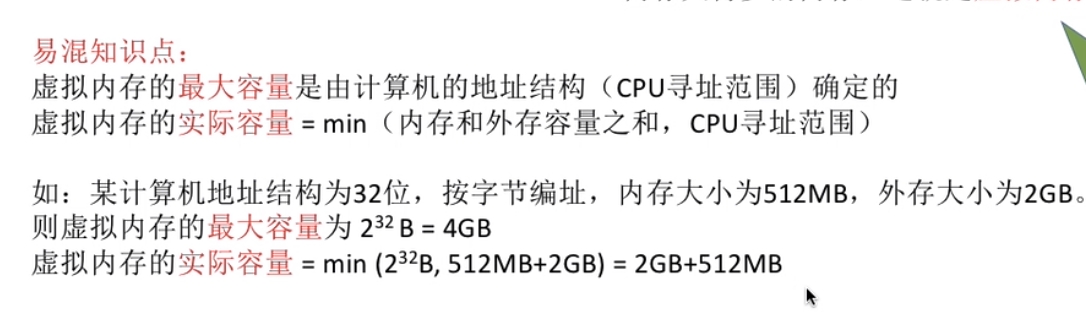 易混知识点：
虚拟内存的最大容量是由计算机的地址结构（CPU寻址范围）确定的
虚拟内存的实际容量 = min（内存和外存容量之和，CPU寻址范围）
如：某计算机地址结构为32位，按字节编址，内存大小为512MB，外存大小为2GB。
则虚拟内存的最大容量为 2³² B = 4GB
虚拟内存的实际容量 = min (2³²B, 512MB+2GB) = 2GB+512MB